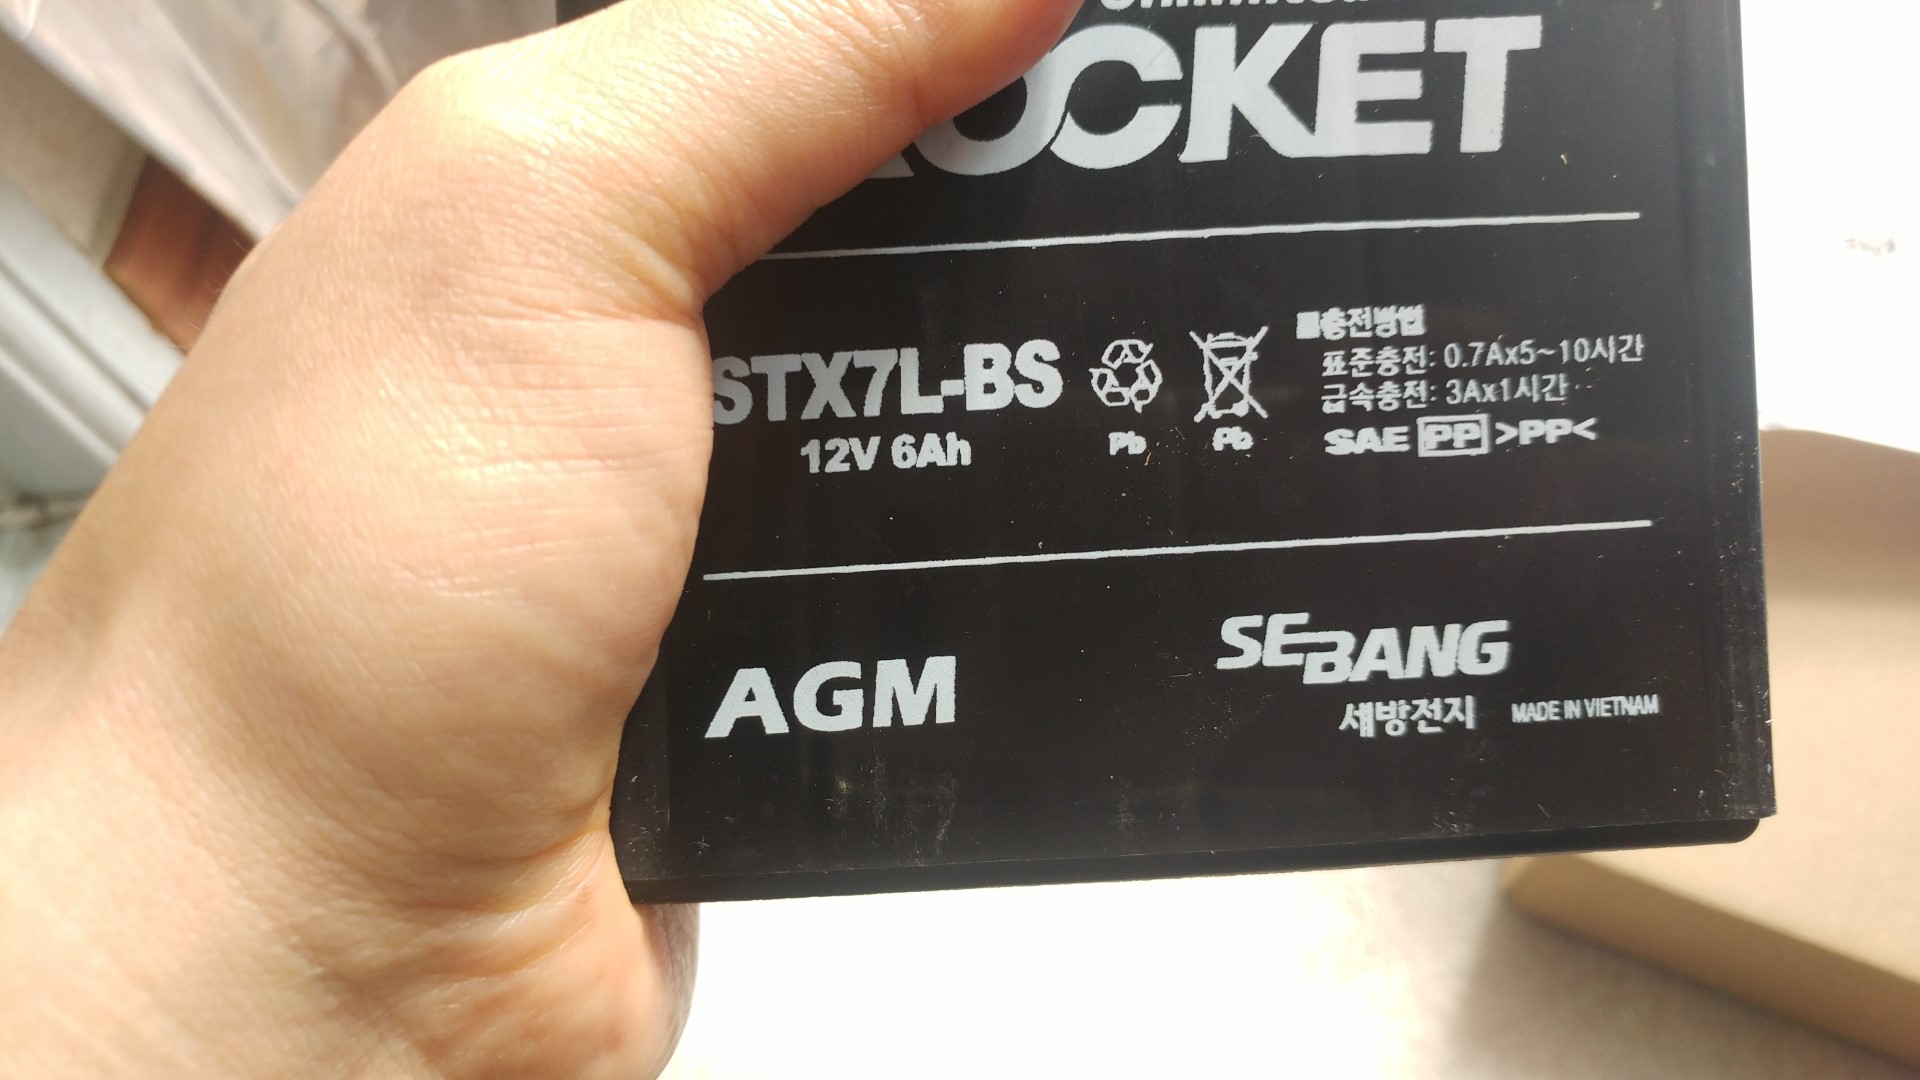 ROCKET
STX7L-BS
12V 6Ah
Pb
Pb
■충전방법
표준충전: 0.7Ax5~10시간
급속충전: 3Ax1시간
SAE PP >PP<
AGM
SEBANG
세방전지 MADE IN VIETNAM